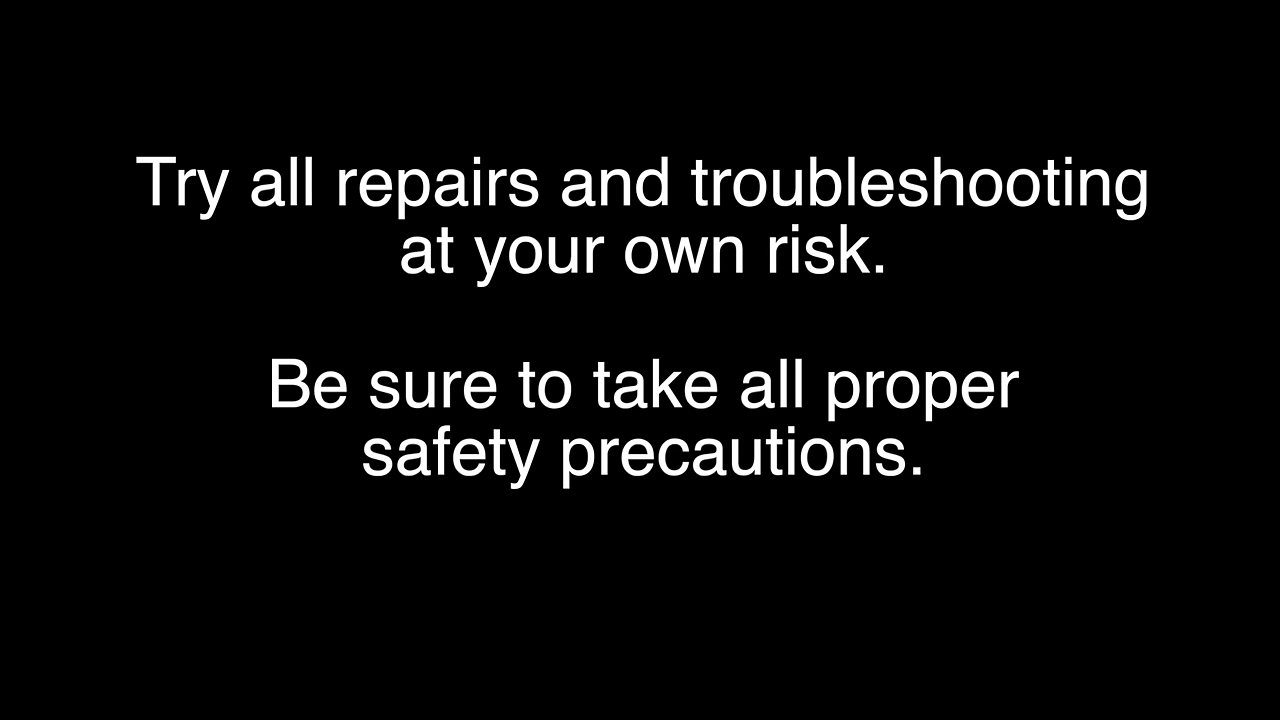 Try all repairs and troubleshooting
at your own risk.
Be sure to take all proper
safety precautions.